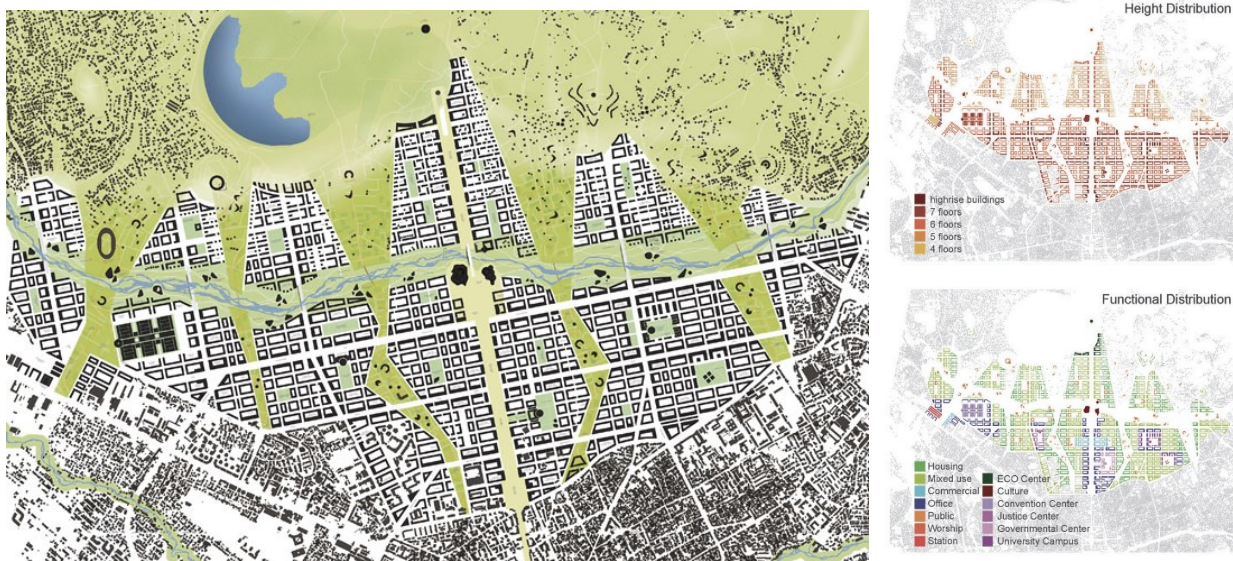 Height Distribution
highrise buildings
7 floors
6 floors
5 floors
4 floors
Functional Distribution
Housing
Mixed use
Commercial
Office
Public
Worship
Station
ECO Center
Culture
Convention Center
Justice Center
Governmental Center
University Campus